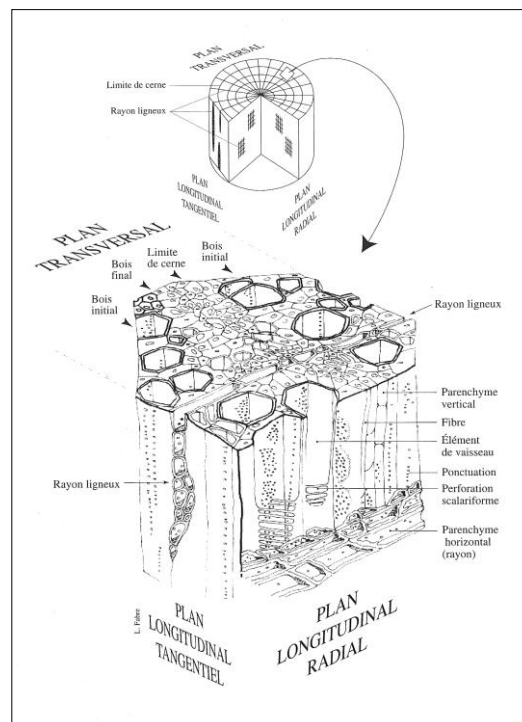 PLAN
TRANSVERSAL
Limite de cerne
Rayon ligneux
PLAN
LONGITUDINAL
TANGENTIEL
PLAN
LONGITUDINAL
RADIAL
PLAN
TRANSVERSAL
Bois
final
Limite
de cerne
Bois
initial
Bois
initial
Rayon ligneux
Parenchyme
vertical
Fibre
Élément
de vaisseau
Rayon ligneux
Ponctuation
Perforation
scalariforme
Parenchyme
horizontal
(rayon)
L. Fabre
PLAN
LONGITUDINAL
TANGENTIEL
PLAN
LONGITUDINAL
RADIAL